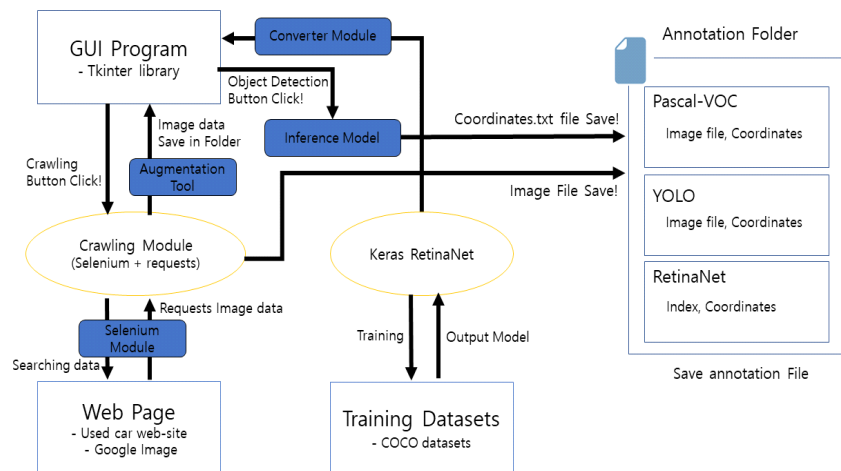 GUI Program
- Tkinter library
Converter Module
Object Detection
Button Click!
Inference Model
Image data
Save in Folder
Augmentation
Tool
Crawling
Button Click!
Coordinates.txt file Save!
Image File Save!
Crawling Module
(Selenium + requests)
Keras RetinaNet
Requests Image data
Selenium
Module
Searching data
Training
Output Model
Web Page
- Used car web-site
- Google Image
Training Datasets
- COCO datasets
Annotation Folder
Pascal-VOC
Image file, Coordinates
YOLO
Image file, Coordinates
RetinaNet
Index, Coordinates
Save annotation File